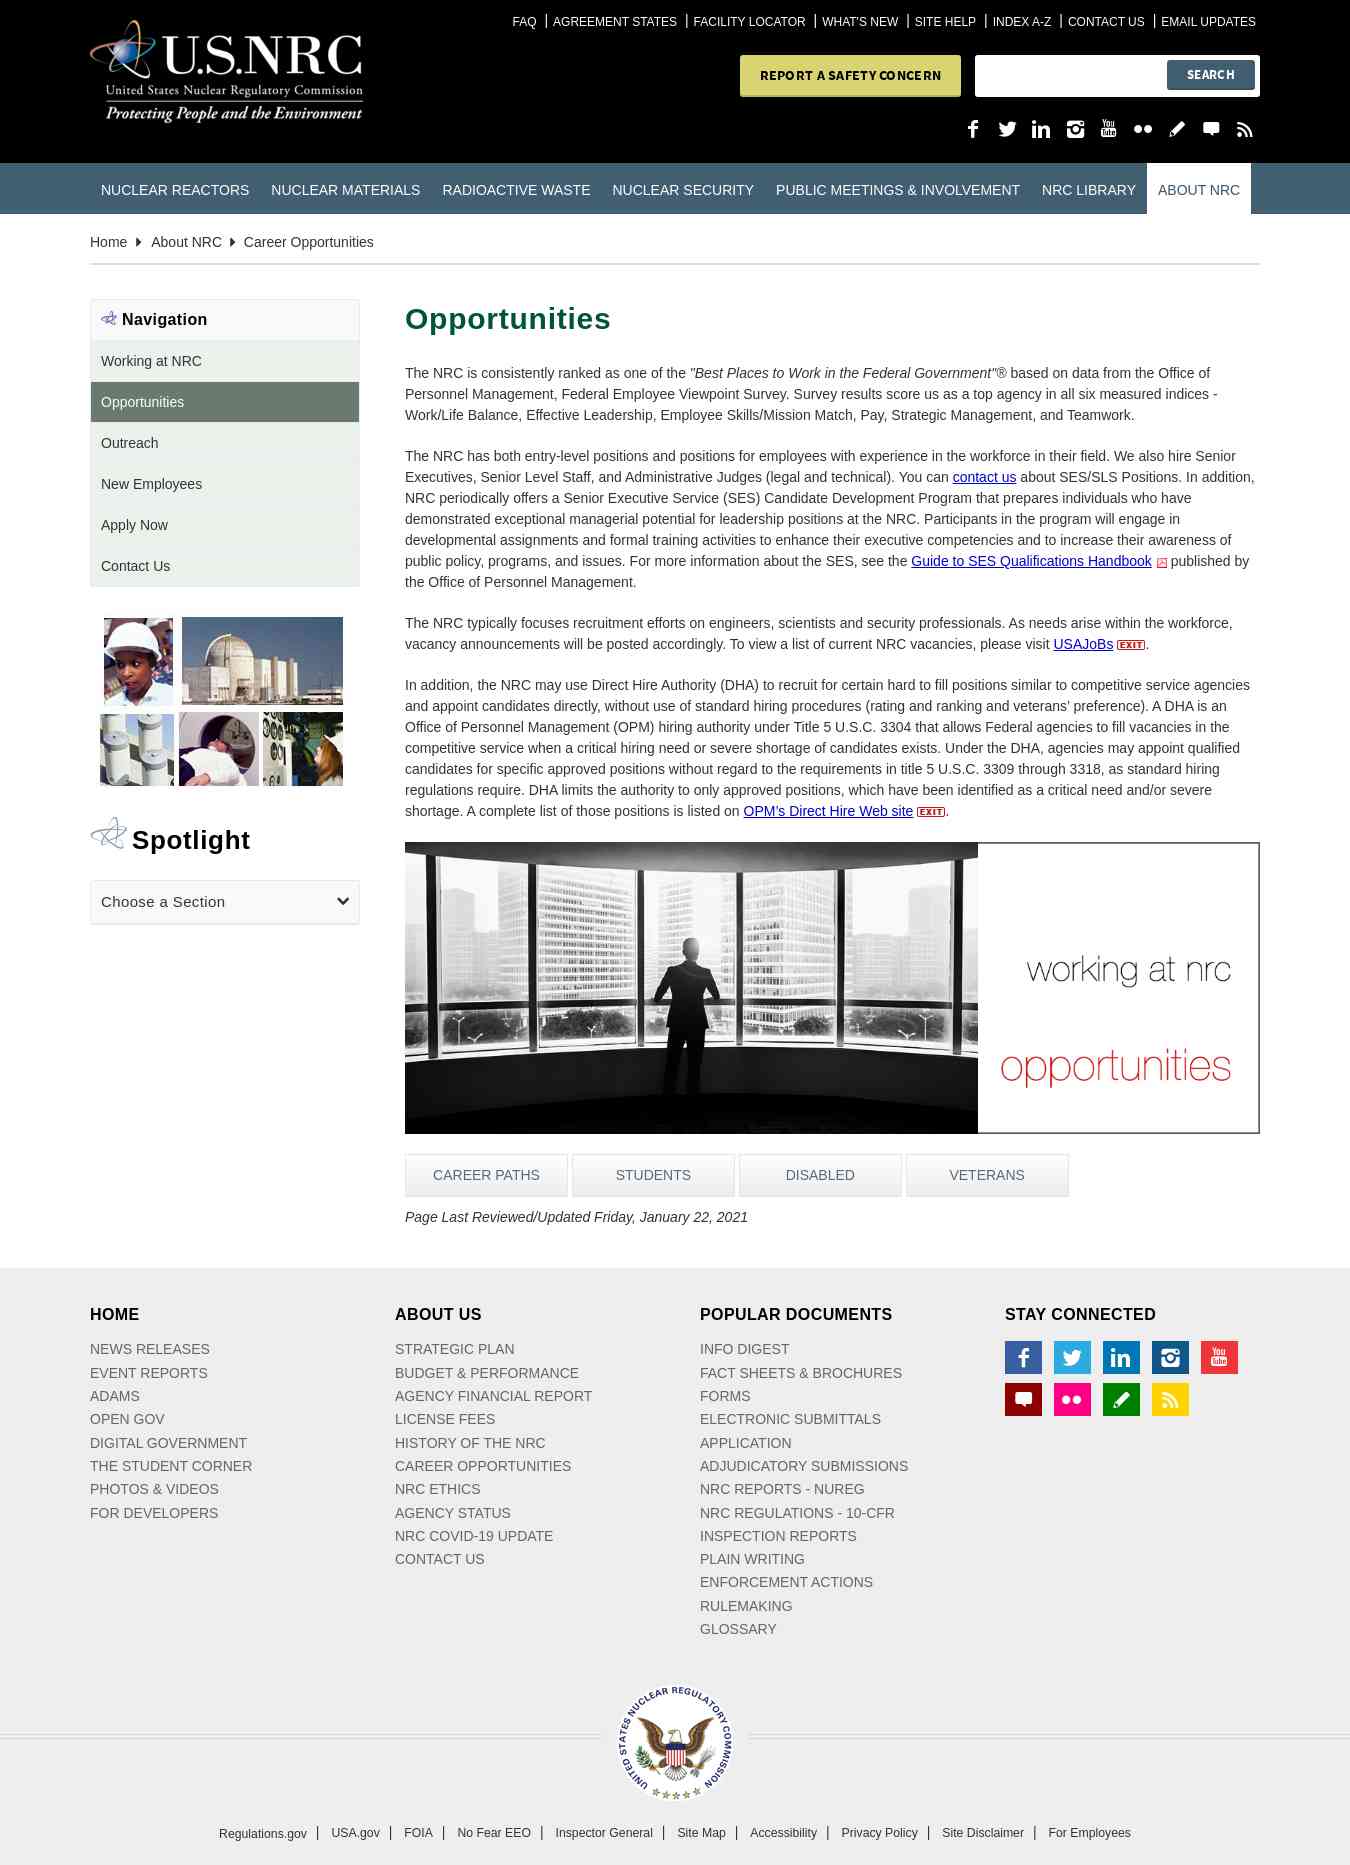 FAQ | AGREEMENT STATES | FACILITY LOCATOR | WHAT'S NEW | SITE HELP | INDEX A-Z | CONTACT US | EMAIL UPDATES
U.S.NRC
United States Nuclear Regulatory Commission
Protecting People and the Environment
REPORT A SAFETY CONCERN
SEARCH
NUCLEAR REACTORS NUCLEAR MATERIALS RADIOACTIVE WASTE NUCLEAR SECURITY PUBLIC MEETINGS & INVOLVEMENT NRC LIBRARY ABOUT NRC
Home About NRC Career Opportunities
Navigation
Working at NRC
Opportunities
Outreach
New Employees
Apply Now
Contact Us
Spotlight
Choose a Section
Opportunities
The NRC is consistently ranked as one of the "Best Places to Work in the Federal Government"® based on data from the Office of
Personnel Management, Federal Employee Viewpoint Survey. Survey results score us as a top agency in all six measured indices -
Work/Life Balance, Effective Leadership, Employee Skills/Mission Match, Pay, Strategic Management, and Teamwork.
The NRC has both entry-level positions and positions for employees with experience in the workforce in their field. We also hire Senior
Executives, Senior Level Staff, and Administrative Judges (legal and technical). You can contact us about SES/SLS Positions. In addition,
NRC periodically offers a Senior Executive Service (SES) Candidate Development Program that prepares individuals who have
demonstrated exceptional managerial potential for leadership positions at the NRC. Participants in the program will engage in
developmental assignments and formal training activities to enhance their executive competencies and to increase their awareness of
public policy, programs, and issues. For more information about the SES, see the Guide to SES Qualifications Handbook published by
the Office of Personnel Management.
The NRC typically focuses recruitment efforts on engineers, scientists and security professionals. As needs arise within the workforce,
vacancy announcements will be posted accordingly. To view a list of current NRC vacancies, please visit USAJoBs EXIT.
In addition, the NRC may use Direct Hire Authority (DHA) to recruit for certain hard to fill positions similar to competitive service agencies
and appoint candidates directly, without use of standard hiring procedures (rating and ranking and veterans' preference). A DHA is an
Office of Personnel Management (OPM) hiring authority under Title 5 U.S.C. 3304 that allows Federal agencies to fill vacancies in the
competitive service when a critical hiring need or severe shortage of candidates exists. Under the DHA, agencies may appoint qualified
candidates for specific approved positions without regard to the requirements in title 5 U.S.C. 3309 through 3318, as standard hiring
regulations require. DHA limits the authority to only approved positions, which have been identified as a critical need and/or severe
shortage. A complete list of those positions is listed on OPM's Direct Hire Web site EXIT.
working at nrc
opportunities
CAREER PATHS STUDENTS DISABLED VETERANS
Page Last Reviewed/Updated Friday, January 22, 2021
HOME
NEWS RELEASES
EVENT REPORTS
ADAMS
OPEN GOV
DIGITAL GOVERNMENT
THE STUDENT CORNER
PHOTOS & VIDEOS
FOR DEVELOPERS
ABOUT US
STRATEGIC PLAN
BUDGET & PERFORMANCE
AGENCY FINANCIAL REPORT
LICENSE FEES
HISTORY OF THE NRC
CAREER OPPORTUNITIES
NRC ETHICS
AGENCY STATUS
NRC COVID-19 UPDATE
CONTACT US
POPULAR DOCUMENTS
INFO DIGEST
FACT SHEETS & BROCHURES
FORMS
ELECTRONIC SUBMITTALS
APPLICATION
ADJUDICATORY SUBMISSIONS
NRC REPORTS - NUREG
NRC REGULATIONS - 10-CFR
INSPECTION REPORTS
PLAIN WRITING
ENFORCEMENT ACTIONS
RULEMAKING
GLOSSARY
STAY CONNECTED
You Tube
UNITED STATES NUCLEAR REGULATORY COMMISSION
Regulations.gov | USA.gov | FOIA | No Fear EEO | Inspector General | Site Map | Accessibility | Privacy Policy | Site Disclaimer | For Employees